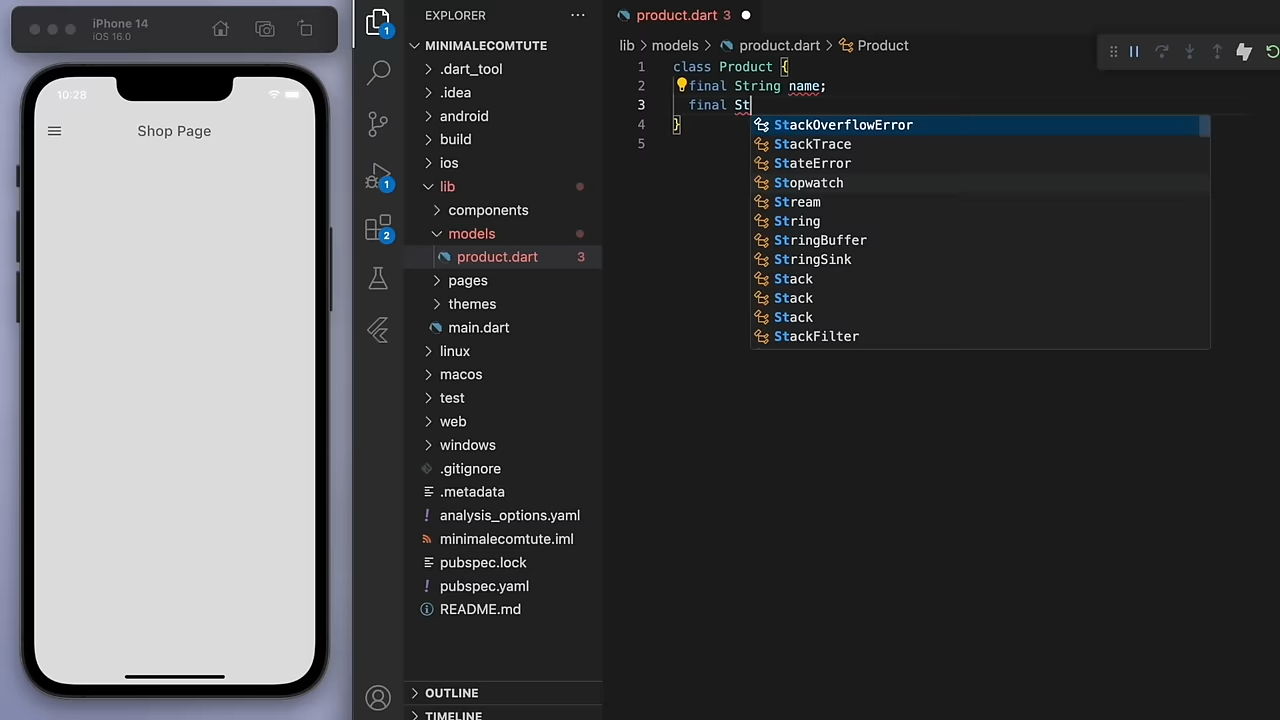 iPhone 14
iOS 16.0
10:28
Shop Page
1
1
2
EXPLORER
MINIMALECOMTUTE
.dart_tool
.idea
android
build
ios
lib
components
models
product.dart 3
pages
themes
main.dart
linux
macos
test
web
windows
.gitignore
.metadata
! analysis_options.yaml
minimalecomtute.iml
pubspec.lock
! pubspec.yaml
README.md
OUTLINE
TIMELINE
product.dart 3
lib > models > product.dart > Product
1 class Product {
2 final String name;
3 final St
4 }
5
StackOverflowError
StackTrace
StateError
Stopwatch
Stream
String
StringBuffer
StringSink
Stack
Stack
Stack
StackFilter